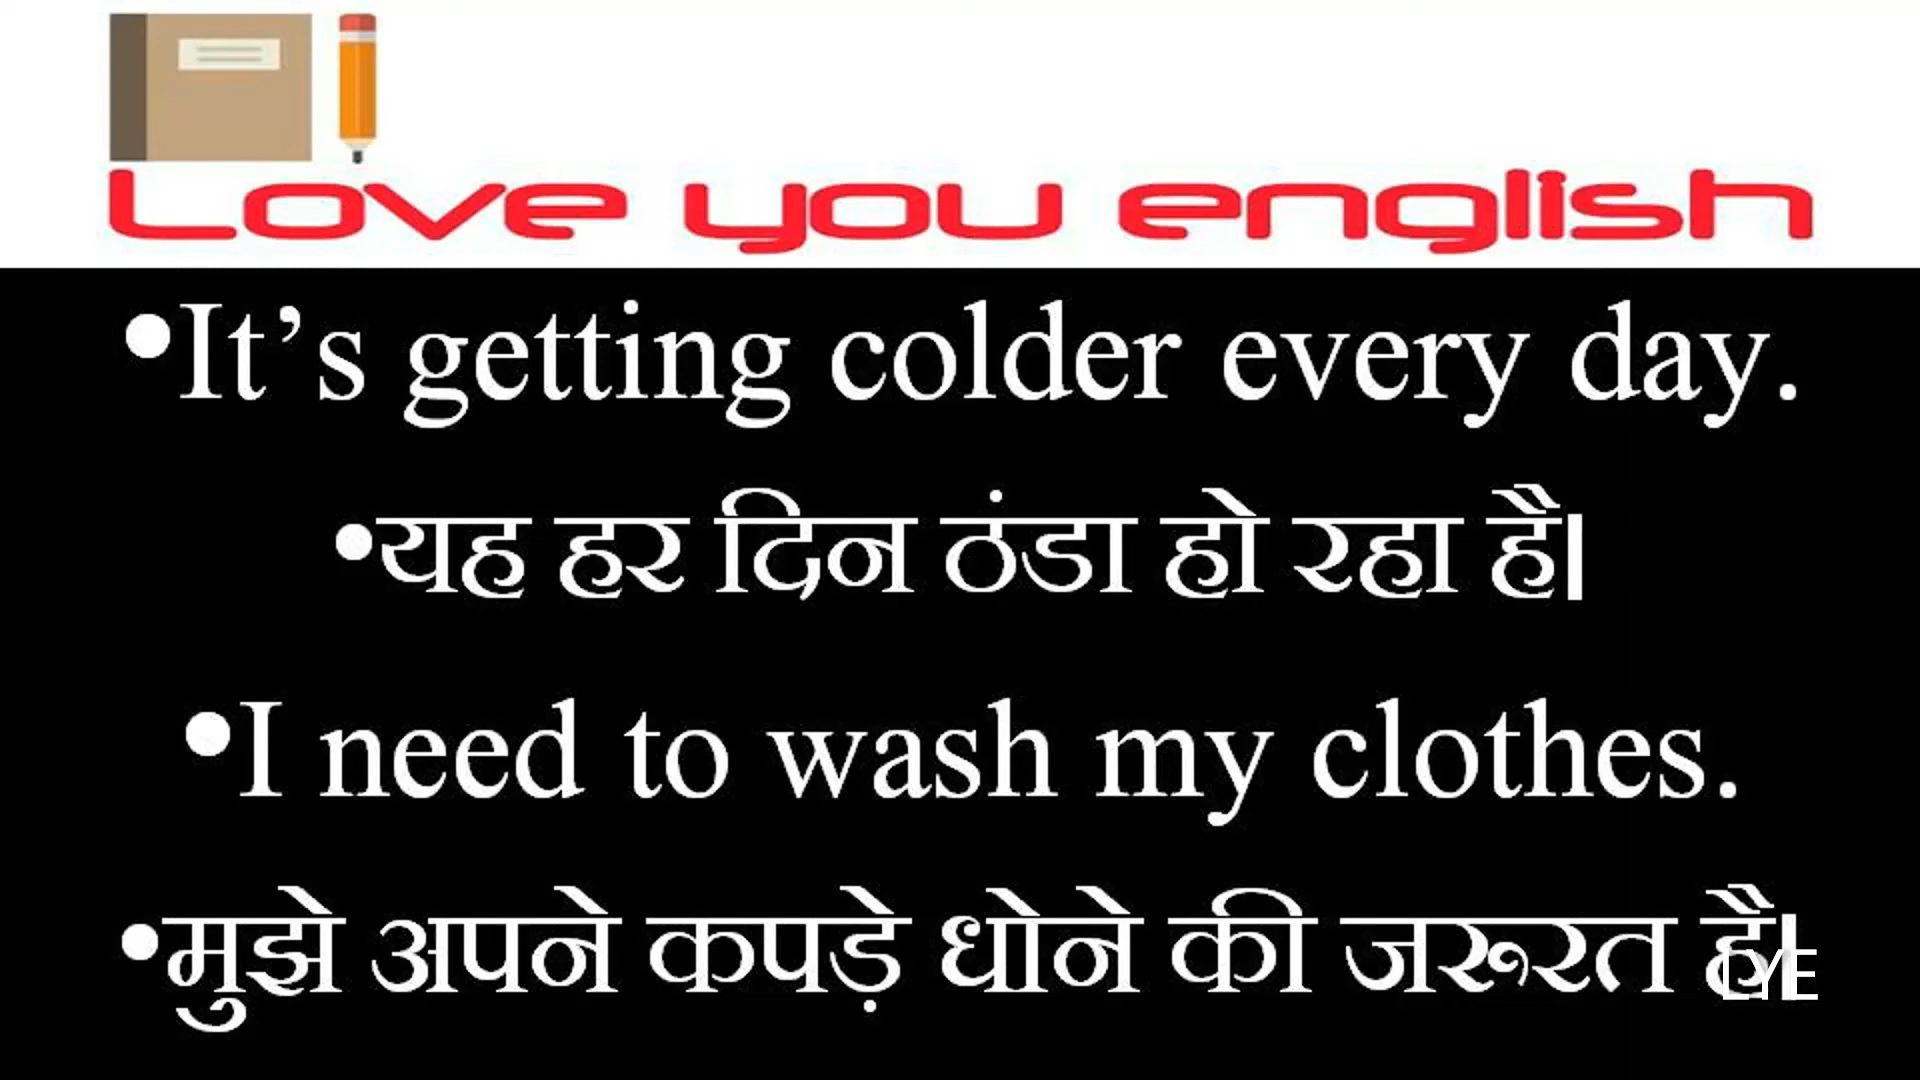 Love you english
•It’s getting colder every day.
•यह हर दिन ठंडा हो रहा है।
•I need to wash my clothes.
•मुझे अपने कपड़े धोने की जरूरत है।
LYE